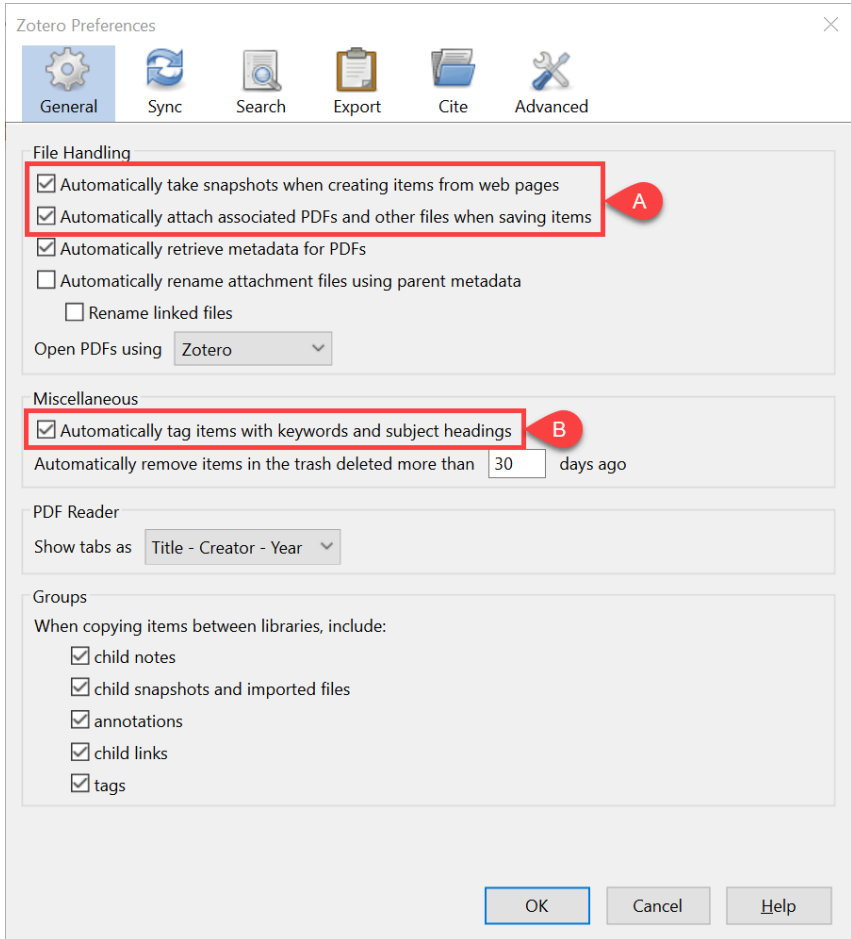 Zotero Preferences
General Sync Search Export Cite Advanced
File Handling
Automatically take snapshots when creating items from web pages
A
Automatically attach associated PDFs and other files when saving items
Automatically retrieve metadata for PDFs
Automatically rename attachment files using parent metadata
Rename linked files
Open PDFs using Zotero
Miscellaneous
Automatically tag items with keywords and subject headings B
Automatically remove items in the trash deleted more than 30 days ago
PDF Reader
Show tabs as Title - Creator - Year
Groups
When copying items between libraries, include:
child notes
child snapshots and imported files
annotations
child links
tags
OK Cancel Help